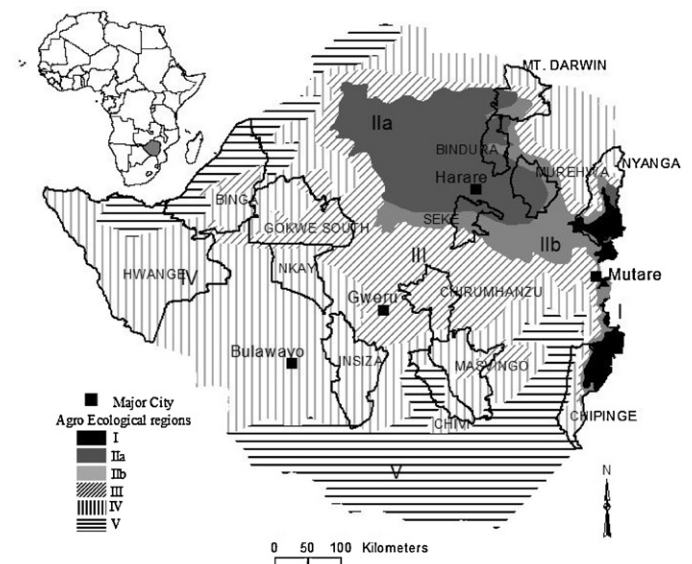 MT. DARWIN
IIa
BINDURA
MUREHWA
NYANGA
Harare
BINGA
SEKE
GOKWE SOUTH
IIb
III
HWANGE
IV
NKAY
Mutare
CHIRUMHANZU
Gweru
I
Bulawayo
INSIZA
MASVINGO
Major City
Agro Ecological regions
I
IIa
IIb
III
IV
V
CHIPINGE
CHIVI
V
N
0 50 100 Kilometers